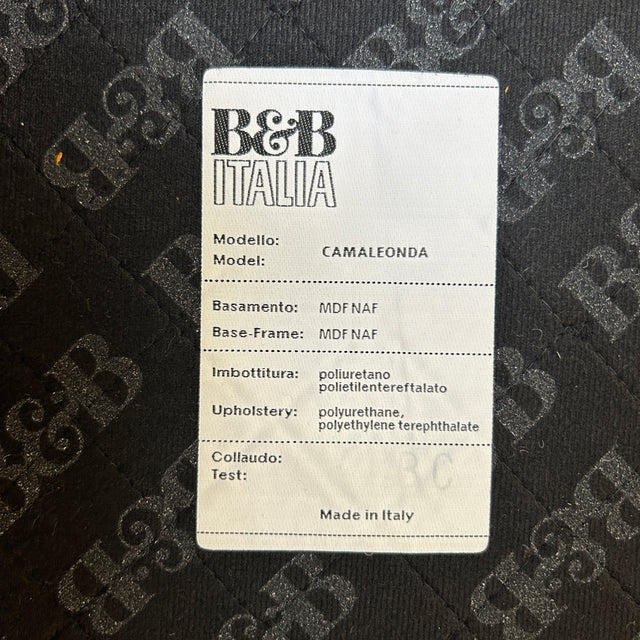 B&B
ITALIA
Modello:
Model: CAMALEONDA
Basamento: MDF NAF
Base-Frame: MDF NAF
Imbottitura: poliuretano
polietilentereftalato
Upholstery: polyurethane,
polyethylene terephthalate
Collaudo:
Test:
Made in Italy
B&B
B&B
B&B
B&B
B&B
B&B
B&B
B&B